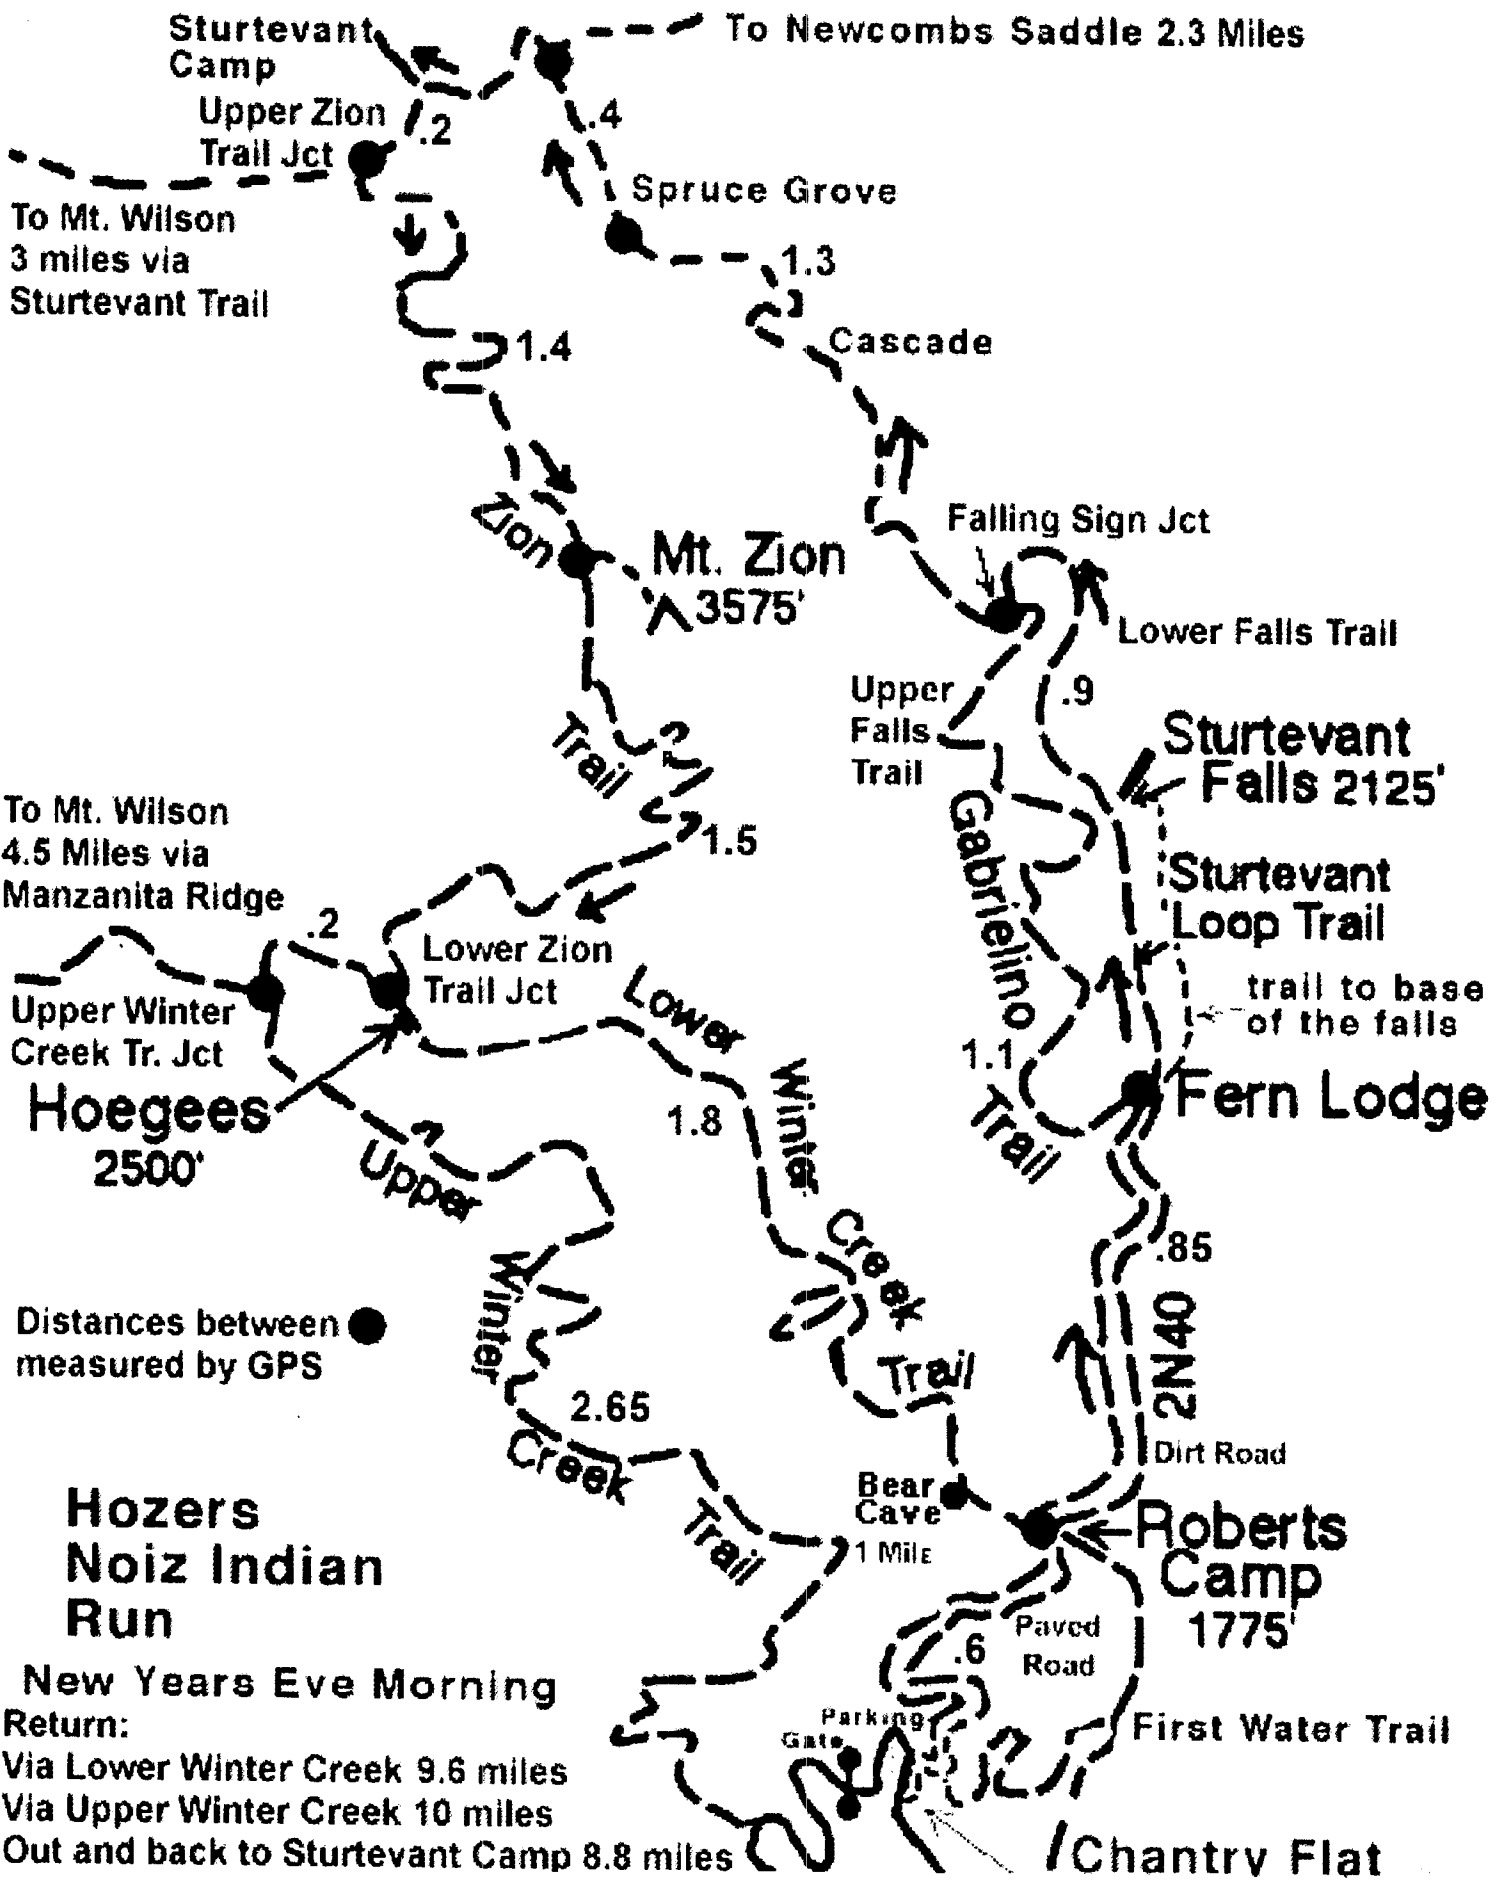 Sturtevant
Camp
To Newcombs Saddle 2.3 Miles
Upper Zion
Trail Jct
.2
.4
Spruce Grove
To Mt. Wilson
3 miles via
Sturtevant Trail
1.3
1.4
Cascade
Zion
Falling Sign Jct
Mt. Zion
3575'
Lower Falls Trail
Upper
Falls
Trail
.9
Trail
Sturtevant
Falls 2125'
To Mt. Wilson
4.5 Miles via
Manzanita Ridge
1.5
Gabrielino
Sturtevant
Loop Trail
.2
Lower Zion
Trail Jct
Lower
trail to base
of the falls
Upper Winter
Creek Tr. Jct
1.1
Trail
Hoegees
2500'
1.8
Winter
Fern Lodge
Upper
Creek
.85
Winter
Distances between
measured by GPS
2N40
Trail
2.65
Creek
Dirt Road
Bear
Cave
Trail
1 Mile
Roberts
Camp
1775'
Hozers
Noiz Indian
Run
Paved
Road
.6
New Years Eve Morning
Parking
Gate
First Water Trail
Return:
Via Lower Winter Creek 9.6 miles
Via Upper Winter Creek 10 miles
Out and back to Sturtevant Camp 8.8 miles
Chantry Flat